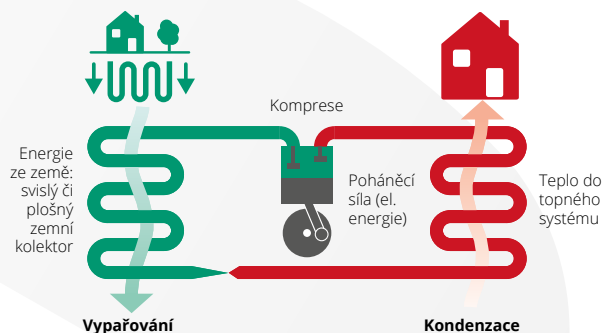 Komprese
Energie
ze země:
svislý či
plošný
zemní
kolektor
Poháněcí
síla (el.
energie)
Teplo do
topného
systému
Vypařování
Kondenzace